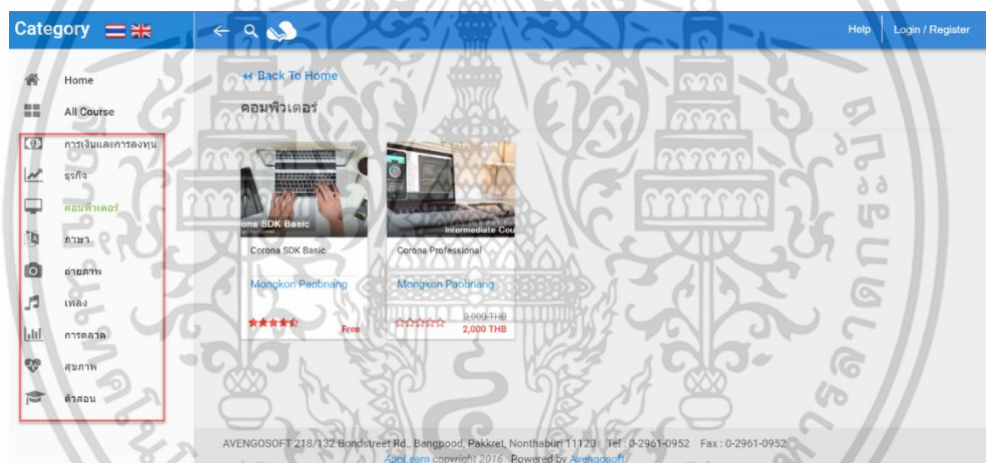 Category
Help
Login / Register
Home
All Course
การเงินและการลงทุน
ธุรกิจ
คอมพิวเตอร์
ภาษา
ถ่ายภาพ
เพลง
การตลาด
สุขภาพ
ติวสอบ
Back To Home
คอมพิวเตอร์
ona SDK Basic
Intermediate Cou
Corona SDK Basic
Corona Professional
Mongkon Paobnang
Mongkon Paobnang
Free
2,000 THB
AVENGOSOFT 218/132 Bondstreet Rd., Bangpood, Pakkret, Nonthaburi 11120 Tel : 0-2961-0952 Fax : 0-2961-0952
AppLearn copyright 2016 Powered by Avengosoft